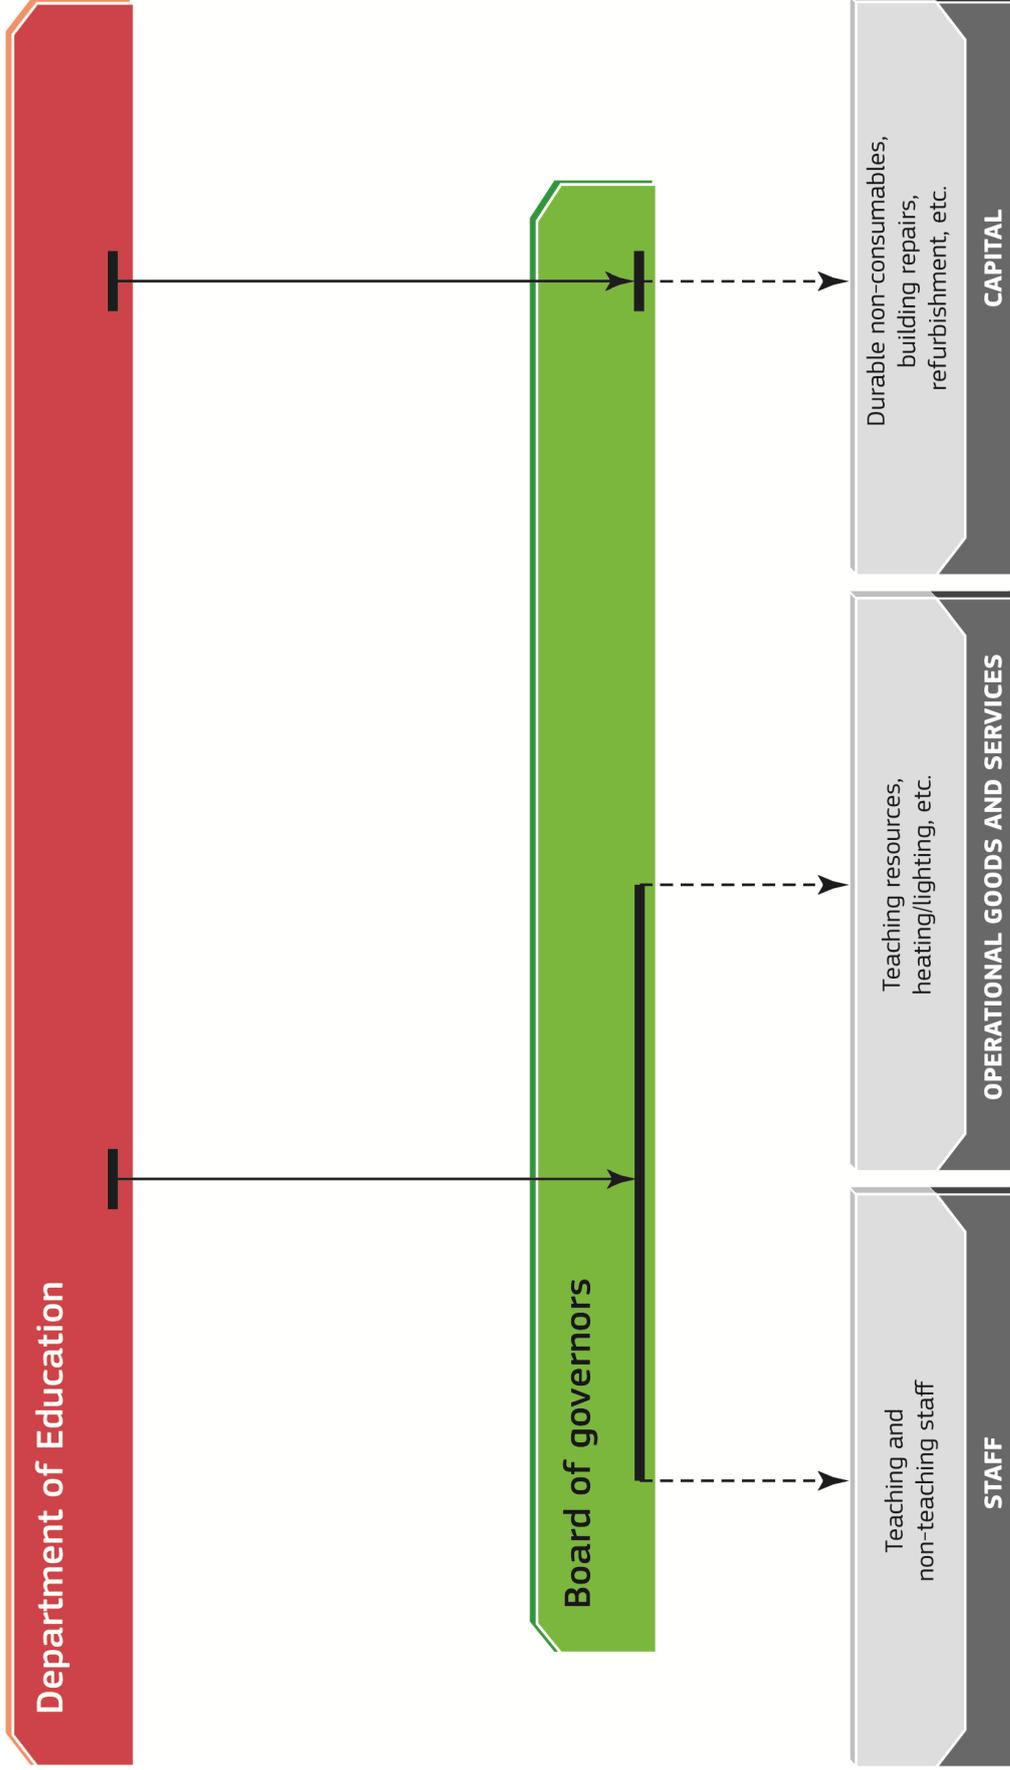 Department of Education
Board of governors
Teaching and
non-teaching staff
STAFF
Teaching resources,
heating/lighting, etc.
OPERATIONAL GOODS AND SERVICES
Durable non-consumables,
building repairs,
refurbishment, etc.
CAPITAL